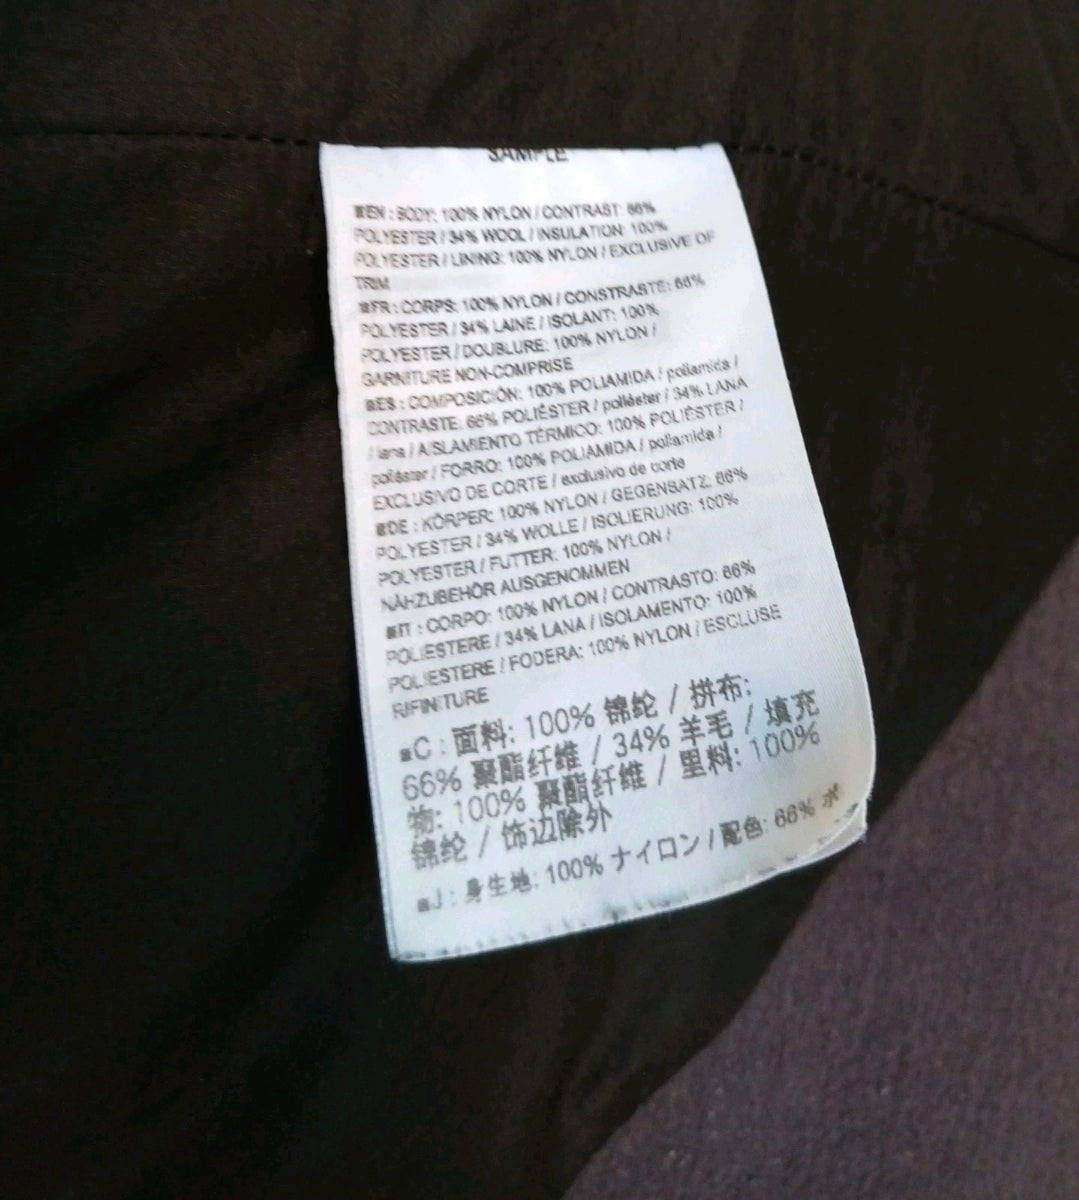 SAMPLE
■EN : BODY: 100% NYLON / CONTRAST: 66%
POLYESTER / 34% WOOL / INSULATION: 100%
POLYESTER / LINING: 100% NYLON / EXCLUSIVE OF
TRIM
■FR : CORPS: 100% NYLON / CONSTRASTE: 66%
POLYESTER / 34% LAINE / ISOLANT: 100%
POLYESTER / DOUBLURE: 100% NYLON /
GARNITURE NON-COMPRISE
■ES : COMPOSICIÓN: 100% POLIAMIDA / poliamida /
CONTRASTE. 66% POLIÉSTER / poliéster / 34% LANA
/ lana / AISLAMIENTO TÉRMICO: 100% POLIÉSTER /
poliéster / FORRO: 100% POLIAMIDA / poliamida /
EXCLUSIVO DE CORTE / exclusivo de corte
■DE : KÖRPER: 100% NYLON / GEGENSATZ: 66%
POLYESTER / 34% WOLLE / ISOLIERUNG: 100%
POLYESTER / FUTTER: 100% NYLON /
NÄHZUBEHÖR AUSGENOMMEN
■IT : CORPO: 100% NYLON / CONTRASTO: 66%
POLIESTERE / 34% LANA / ISOLAMENTO: 100%
POLIESTERE / FODERA: 100% NYLON / ESCLUSE
RIFINITURE
■C : 面料: 100% 锦纶 / 拼布:
66% 聚酯纤维 / 34% 羊毛 / 填充
物: 100% 聚酯纤维 / 里料: 100%
锦纶 / 饰边除外
■J : 身生地: 100% ナイロン / 配色: 66% ポ